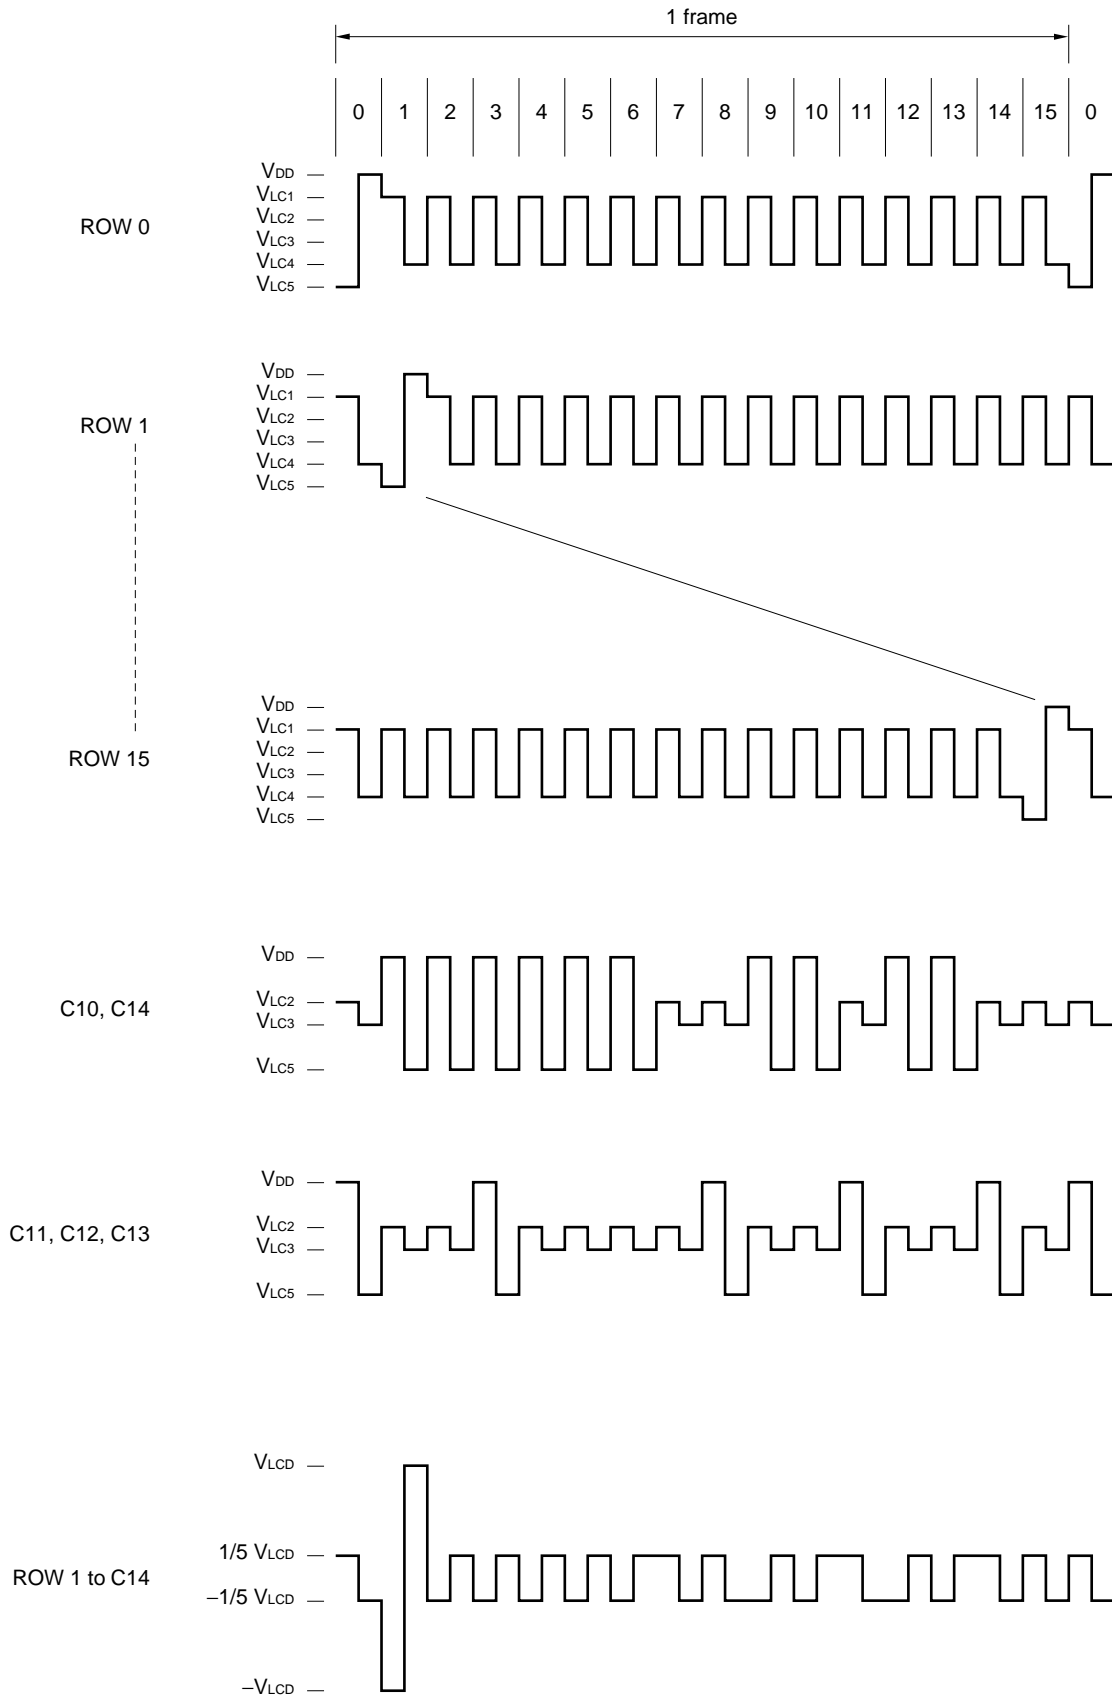 1 frame
0 1 2 3 4 5 6 7 8 9 10 11 12 13 14 15 0
ROW 0
VDD
VLC1
VLC2
VLC3
VLC4
VLC5
ROW 1
VDD
VLC1
VLC2
VLC3
VLC4
VLC5
ROW 15
VDD
VLC1
VLC2
VLC3
VLC4
VLC5
C10, C14
VDD
VLC2
VLC3
VLC5
C11, C12, C13
VDD
VLC2
VLC3
VLC5
ROW 1 to C14
VLCD
1/5 VLCD
−1/5 VLCD
−VLCD